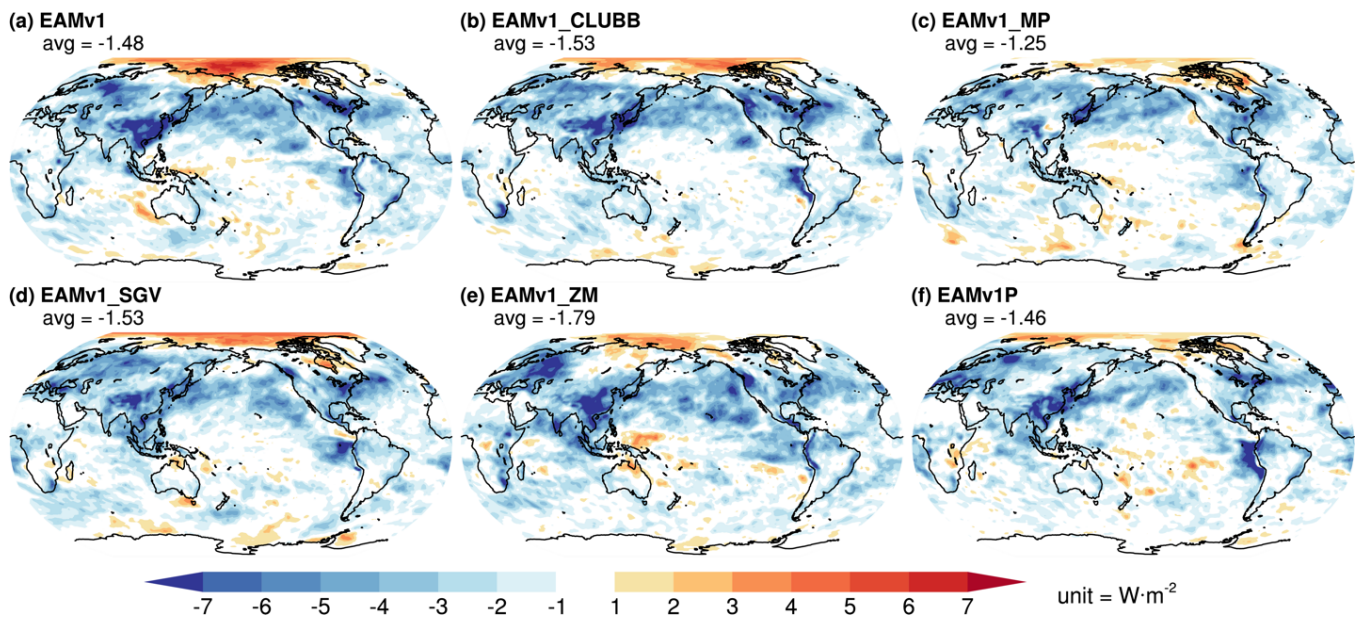 (a) EAMv1
avg = -1.48
(b) EAMv1_CLUBB
avg = -1.53
(c) EAMv1_MP
avg = -1.25
(d) EAMv1_SGV
avg = -1.53
(e) EAMv1_ZM
avg = -1.79
(f) EAMv1P
avg = -1.46
-7 -6 -5 -4 -3 -2 -1 1 2 3 4 5 6 7 unit = W·m⁻²